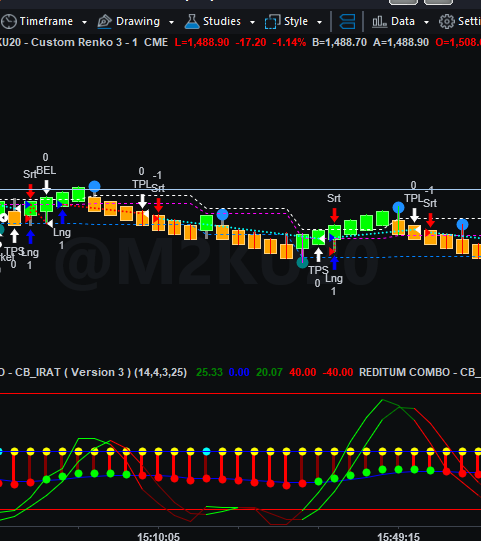 Timeframe Drawing Studies Style Data Setti
KU20 - Custom Renko 3 - 1 CME L=1,488.90 -17.20 -1.14% B=1,488.70 A=1,488.90 O=1,508.
0
Srt BEL
0
TPL -1
Srt
Srt
0
TPL -1
Srt
TPS Lng
0 1
Lng
1
TPS Lng
0 1
O - CB_IRAT ( Version 3 ) (14,4,3,25) 25.33 0.00 20.07 40.00 -40.00 REDITUM COMBO - CB_
15:10:05 15:49:15